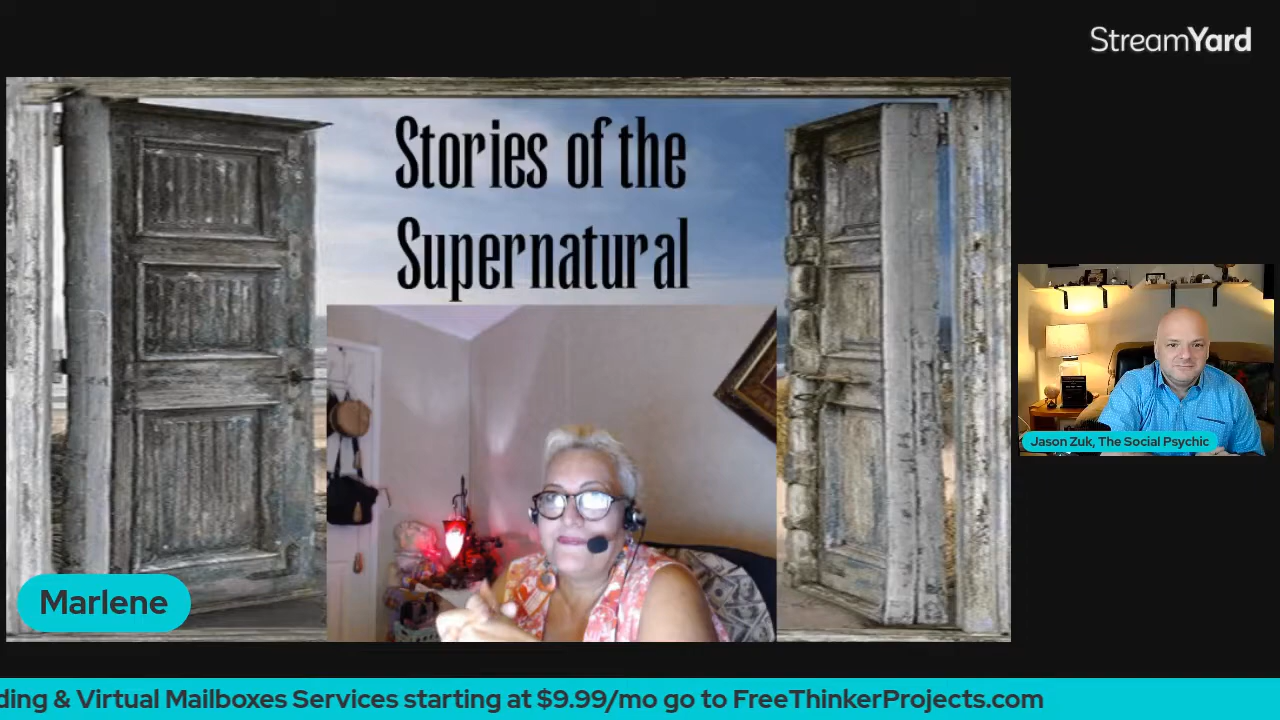 StreamYard
Stories of the
Supernatural
Jason Zuk, The Social Psychic
Marlene
ding & Virtual Mailboxes Services starting at $9.99/mo go to FreeThinkerProjects.com